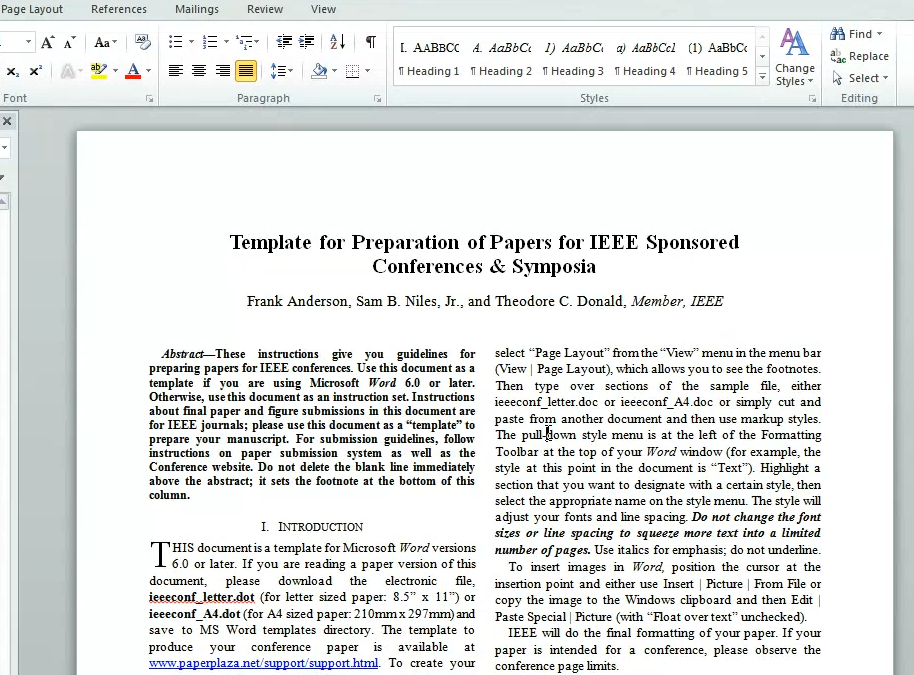 Page Layout References Mailings Review View
Aa
I. AABBCC A. AaBbCc 1) AaBbCc a) AaBbCc1 (1) AaBbCc
¶ Heading 1 ¶ Heading 2 ¶ Heading 3 ¶ Heading 4 ¶ Heading 5
Change
Styles
Find
Replace
Select
Font Paragraph Styles Editing
Template for Preparation of Papers for IEEE Sponsored
Conferences & Symposia
Frank Anderson, Sam B. Niles, Jr., and Theodore C. Donald, Member, IEEE
Abstract—These instructions give you guidelines for
preparing papers for IEEE conferences. Use this document as a
template if you are using Microsoft Word 6.0 or later.
Otherwise, use this document as an instruction set. Instructions
about final paper and figure submissions in this document are
for IEEE journals; please use this document as a “template” to
prepare your manuscript. For submission guidelines, follow
instructions on paper submission system as well as the
Conference website. Do not delete the blank line immediately
above the abstract; it sets the footnote at the bottom of this
column.
I. INTRODUCTION
THIS document is a template for Microsoft Word versions
6.0 or later. If you are reading a paper version of this
document, please download the electronic file,
ieeeconf_letter.dot (for letter sized paper: 8.5” x 11”) or
ieeeconf_A4.dot (for A4 sized paper: 210mm x 297mm) and
save to MS Word templates directory. The template to
produce your conference paper is available at
www.paperplaza.net/support/support.html. To create your
select “Page Layout” from the “View” menu in the menu bar
(View | Page Layout), which allows you to see the footnotes.
Then type over sections of the sample file, either
ieeeconf_letter.doc or ieeeconf_A4.doc or simply cut and
paste from another document and then use markup styles.
The pull-down style menu is at the left of the Formatting
Toolbar at the top of your Word window (for example, the
style at this point in the document is “Text”). Highlight a
section that you want to designate with a certain style, then
select the appropriate name on the style menu. The style will
adjust your fonts and line spacing. Do not change the font
sizes or line spacing to squeeze more text into a limited
number of pages. Use italics for emphasis; do not underline.
To insert images in Word, position the cursor at the
insertion point and either use Insert | Picture | From File or
copy the image to the Windows clipboard and then Edit |
Paste Special | Picture (with “Float over text” unchecked).
IEEE will do the final formatting of your paper. If your
paper is intended for a conference, please observe the
conference page limits.